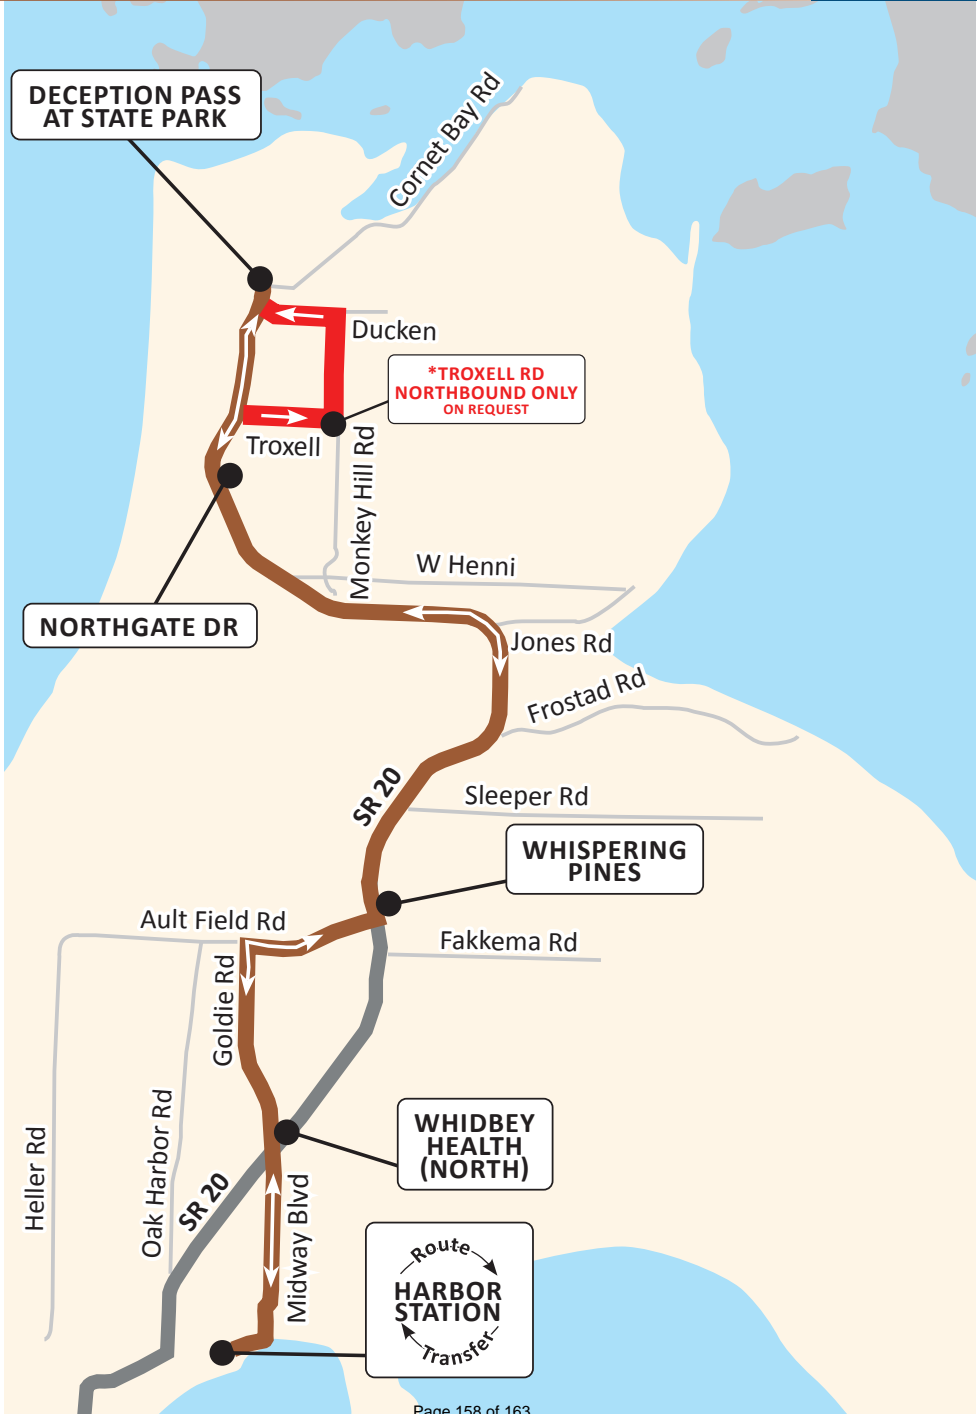 DECEPTION PASS
AT STATE PARK
Cornet Bay Rd
Ducken
*TROXELL RD
NORTHBOUND ONLY
ON REQUEST
Troxell
Monkey Hill Rd
W Henni
NORTHGATE DR
Jones Rd
Frostad Rd
SR 20
Sleeper Rd
WHISPERING
PINES
Ault Field Rd
Fakkema Rd
Goldie Rd
WHIDBEY
HEALTH
(NORTH)
Heller Rd
Oak Harbor Rd
SR 20
Midway Blvd
Route
HARBOR
STATION
Transfer
Page 158 of 163